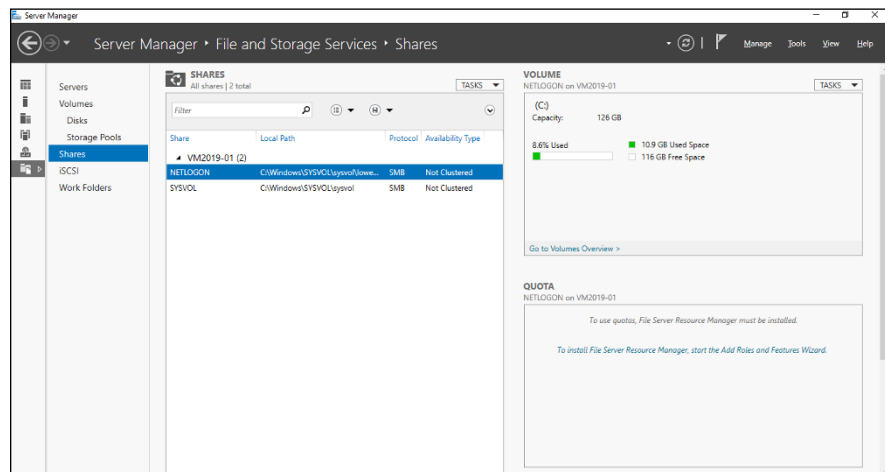 Server Manager
Server Manager • File and Storage Services • Shares
Manage Tools View Help
Servers
Volumes
Disks
Storage Pools
Shares
iSCSI
Work Folders
SHARES
All shares | 2 total
TASKS
Filter
Share Local Path Protocol Availability Type
VM2019-01 (2)
NETLOGON C:\Windows\SYSVOL\sysvol\lowe... SMB Not Clustered
SYSVOL C:\Windows\SYSVOL\sysvol SMB Not Clustered
VOLUME
NETLOGON on VM2019-01
TASKS
(C:)
Capacity: 126 GB
8.6% Used
10.9 GB Used Space
116 GB Free Space
Go to Volumes Overview >
QUOTA
NETLOGON on VM2019-01
To use quotas, File Server Resource Manager must be installed.
To install File Server Resource Manager, start the Add Roles and Features Wizard.